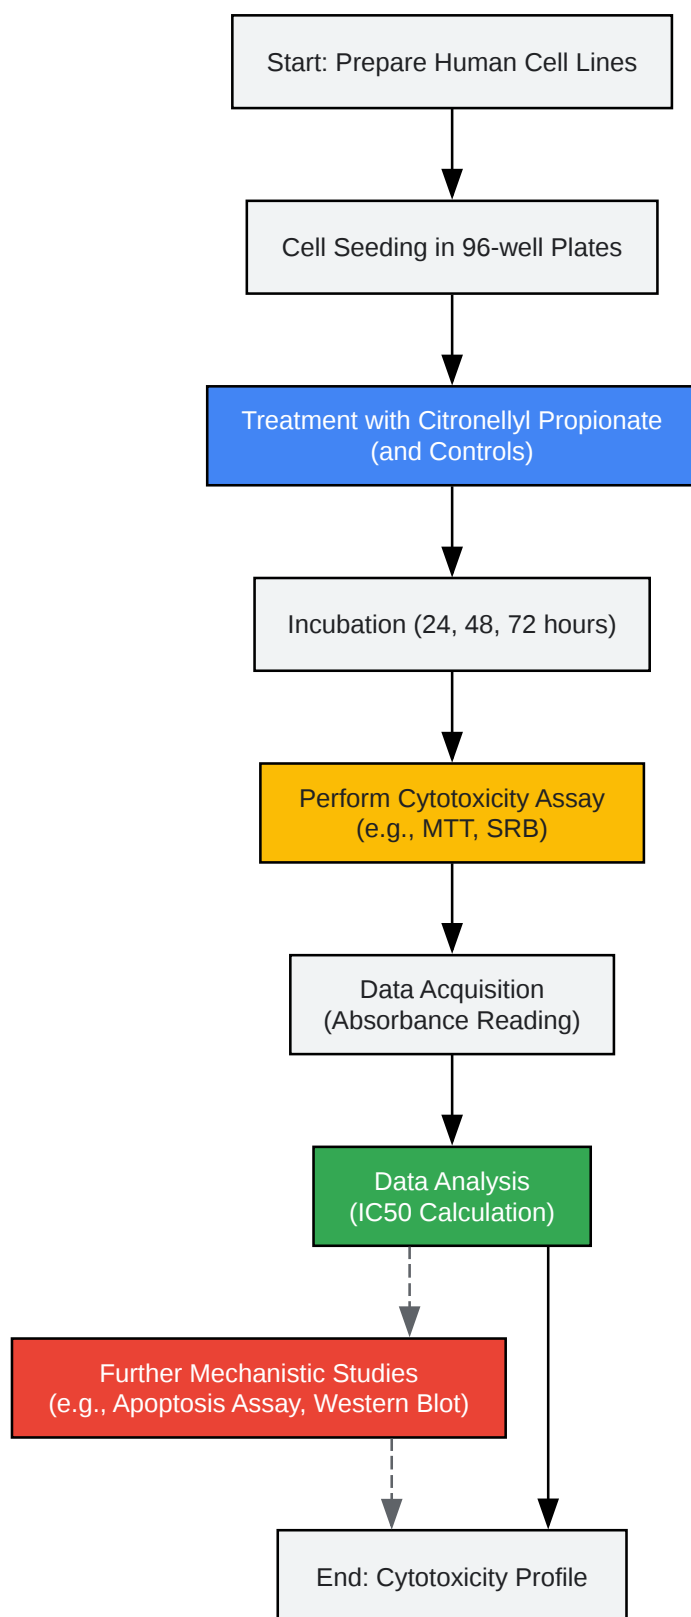 Start: Prepare Human Cell Lines
Cell Seeding in 96-well Plates
Treatment with Citronellyl Propionate
(and Controls)
Incubation (24, 48, 72 hours)
Perform Cytotoxicity Assay
(e.g., MTT, SRB)
Data Acquisition
(Absorbance Reading)
Data Analysis
(IC50 Calculation)
Further Mechanistic Studies
(e.g., Apoptosis Assay, Western Blot)
End: Cytotoxicity Profile